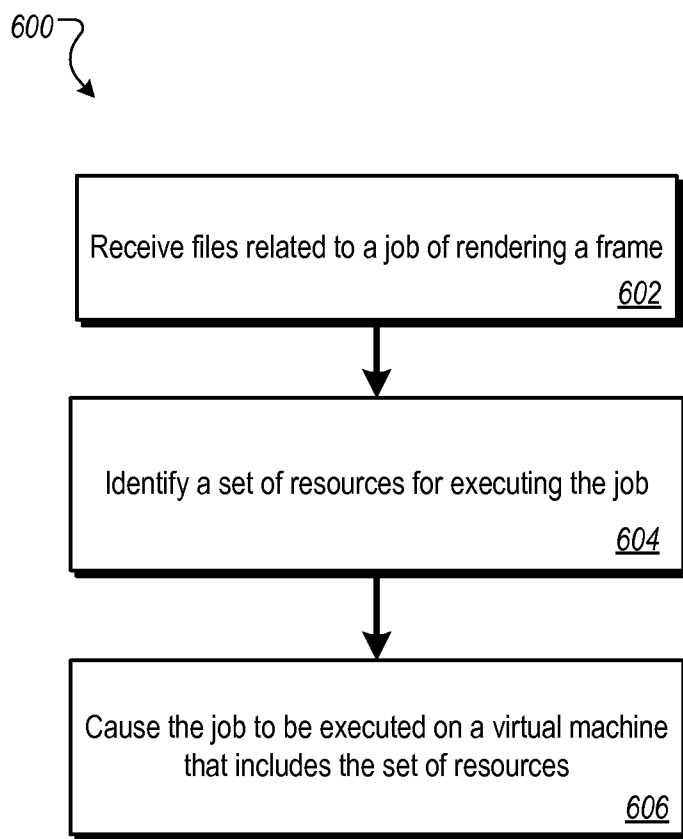 600
Receive files related to a job of rendering a frame
602
Identify a set of resources for executing the job
604
Cause the job to be executed on a virtual machine
that includes the set of resources
606